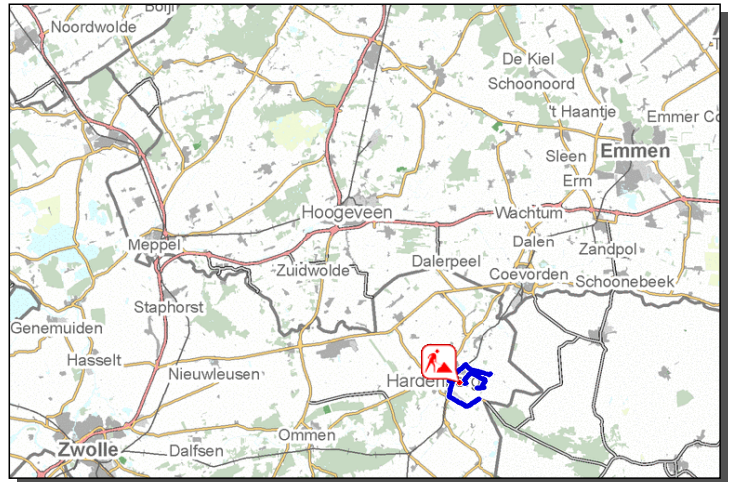 Noordwolde
De Kiel
Schoonoord
't Haantje
Emmer
Sleen
Emmen
Erm
Hoogeveen
Wachtum
Meppel
Dalen
Zandpol
Zuidwolde
Dalerpeel
Coevorden
Schoonebeek
Staphorst
Genemuiden
Hasselt
Nieuwleusen
Harden
Ommen
Zwolle
Dalfsen